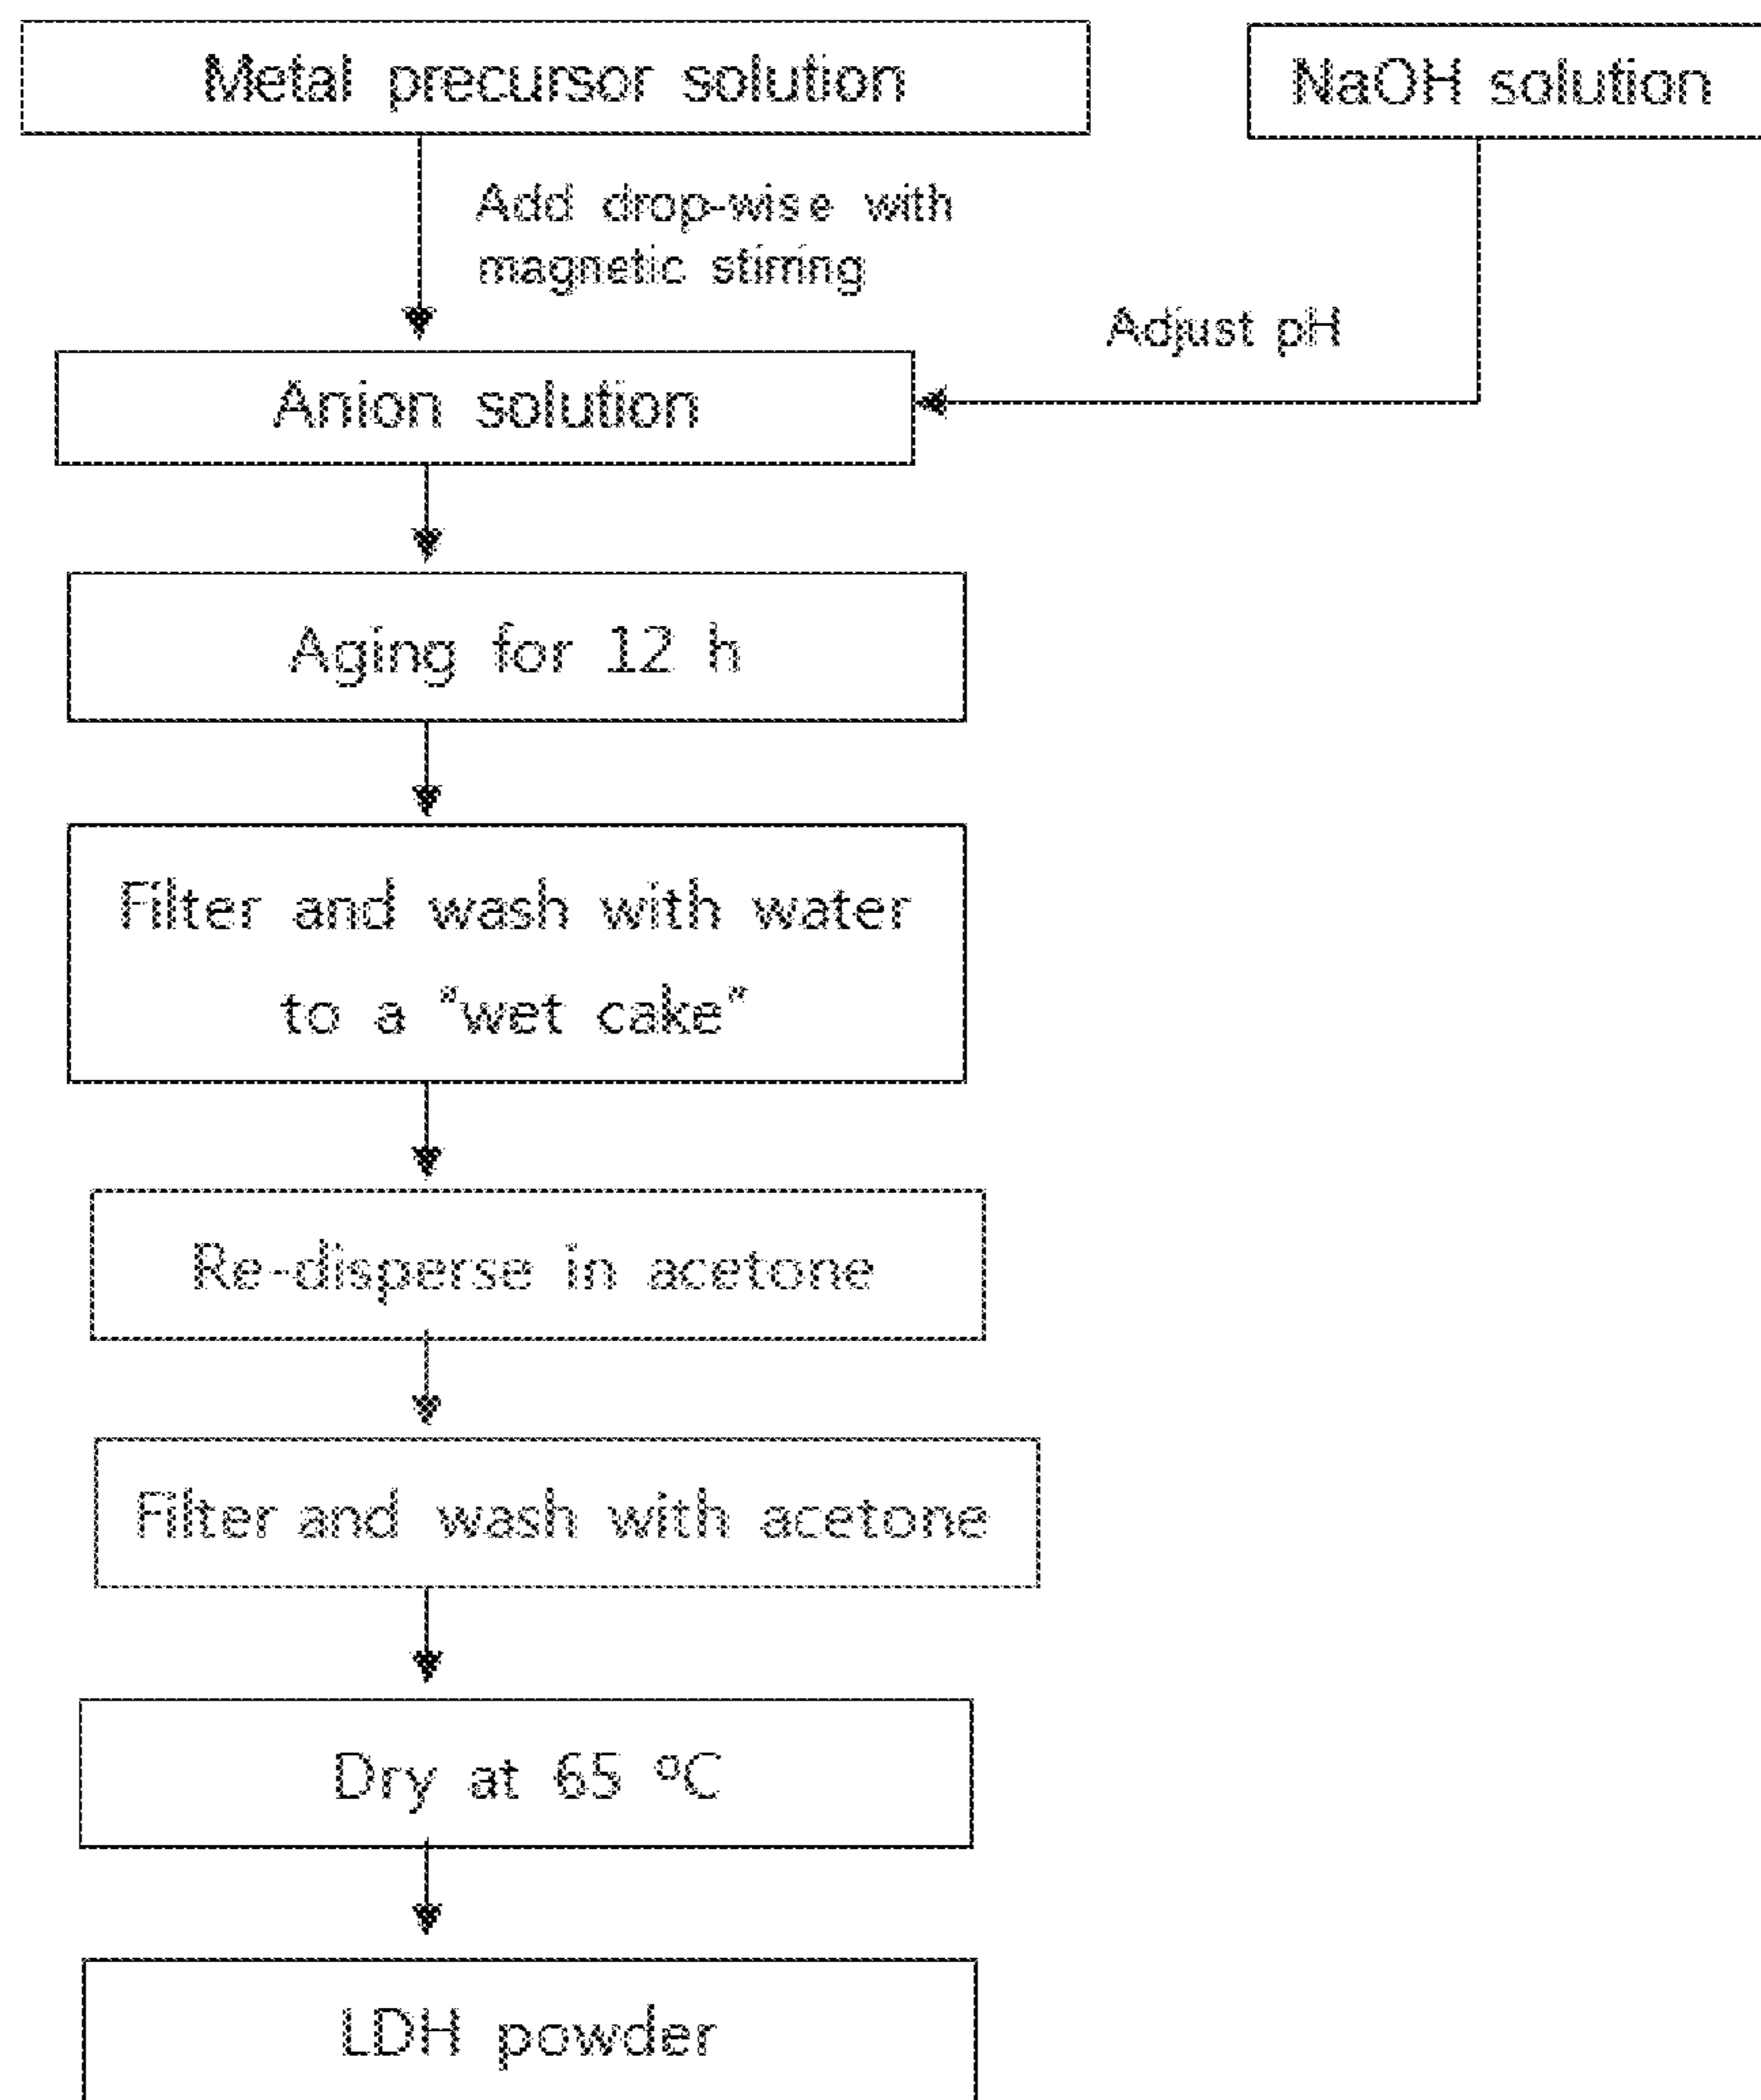 Metal precursor solution
NaOH solution
Add drop-wise with
magnetic stirring
Adjust pH
Anion solution
Aging for 12 h
Filter and wash with water
to a "wet cake"
Re-disperse in acetone
Filter and wash with acetone
Dry at 65 ºC
LDH powder